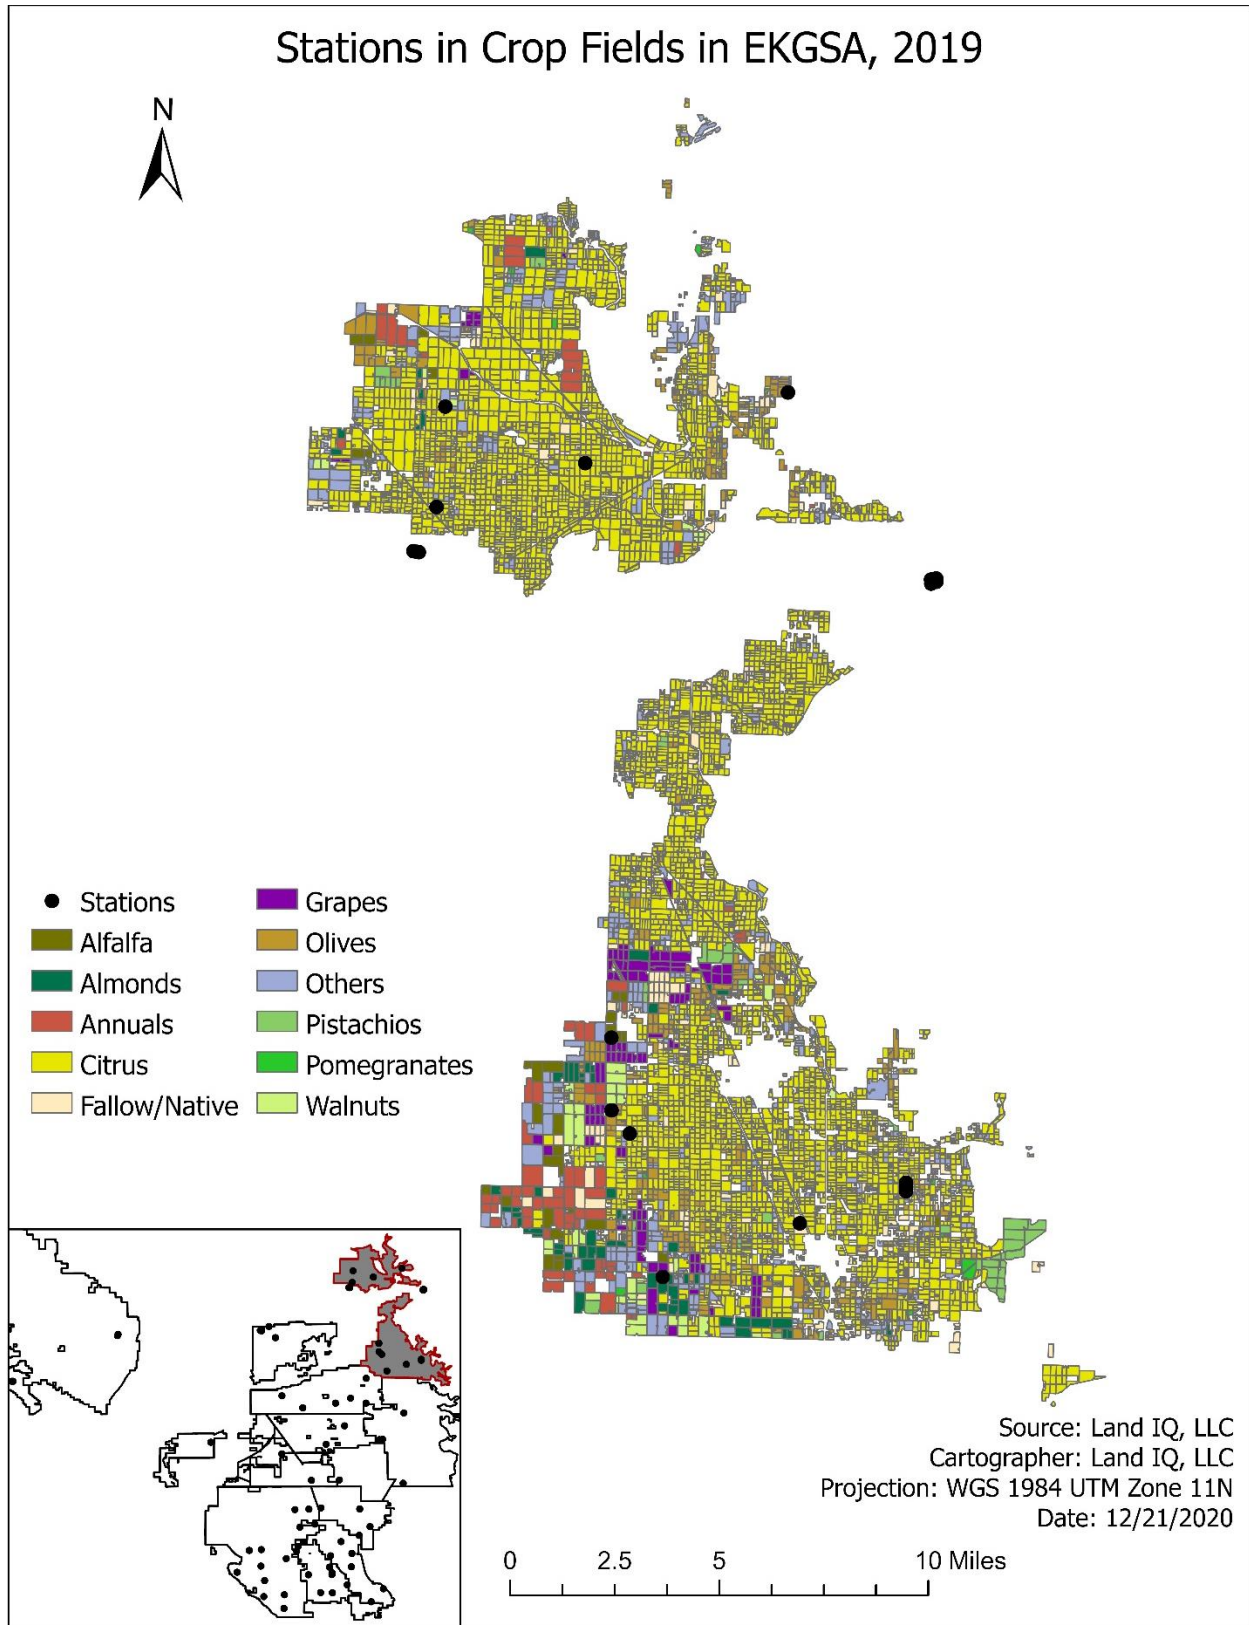 Stations in Crop Fields in EKGSA, 2019
N
Stations
Alfalfa
Almonds
Annuals
Citrus
Fallow/Native
Grapes
Olives
Others
Pistachios
Pomegranates
Walnuts
Source: Land IQ, LLC
Cartographer: Land IQ, LLC
Projection: WGS 1984 UTM Zone 11N
Date: 12/21/2020
0 2.5 5 10 Miles